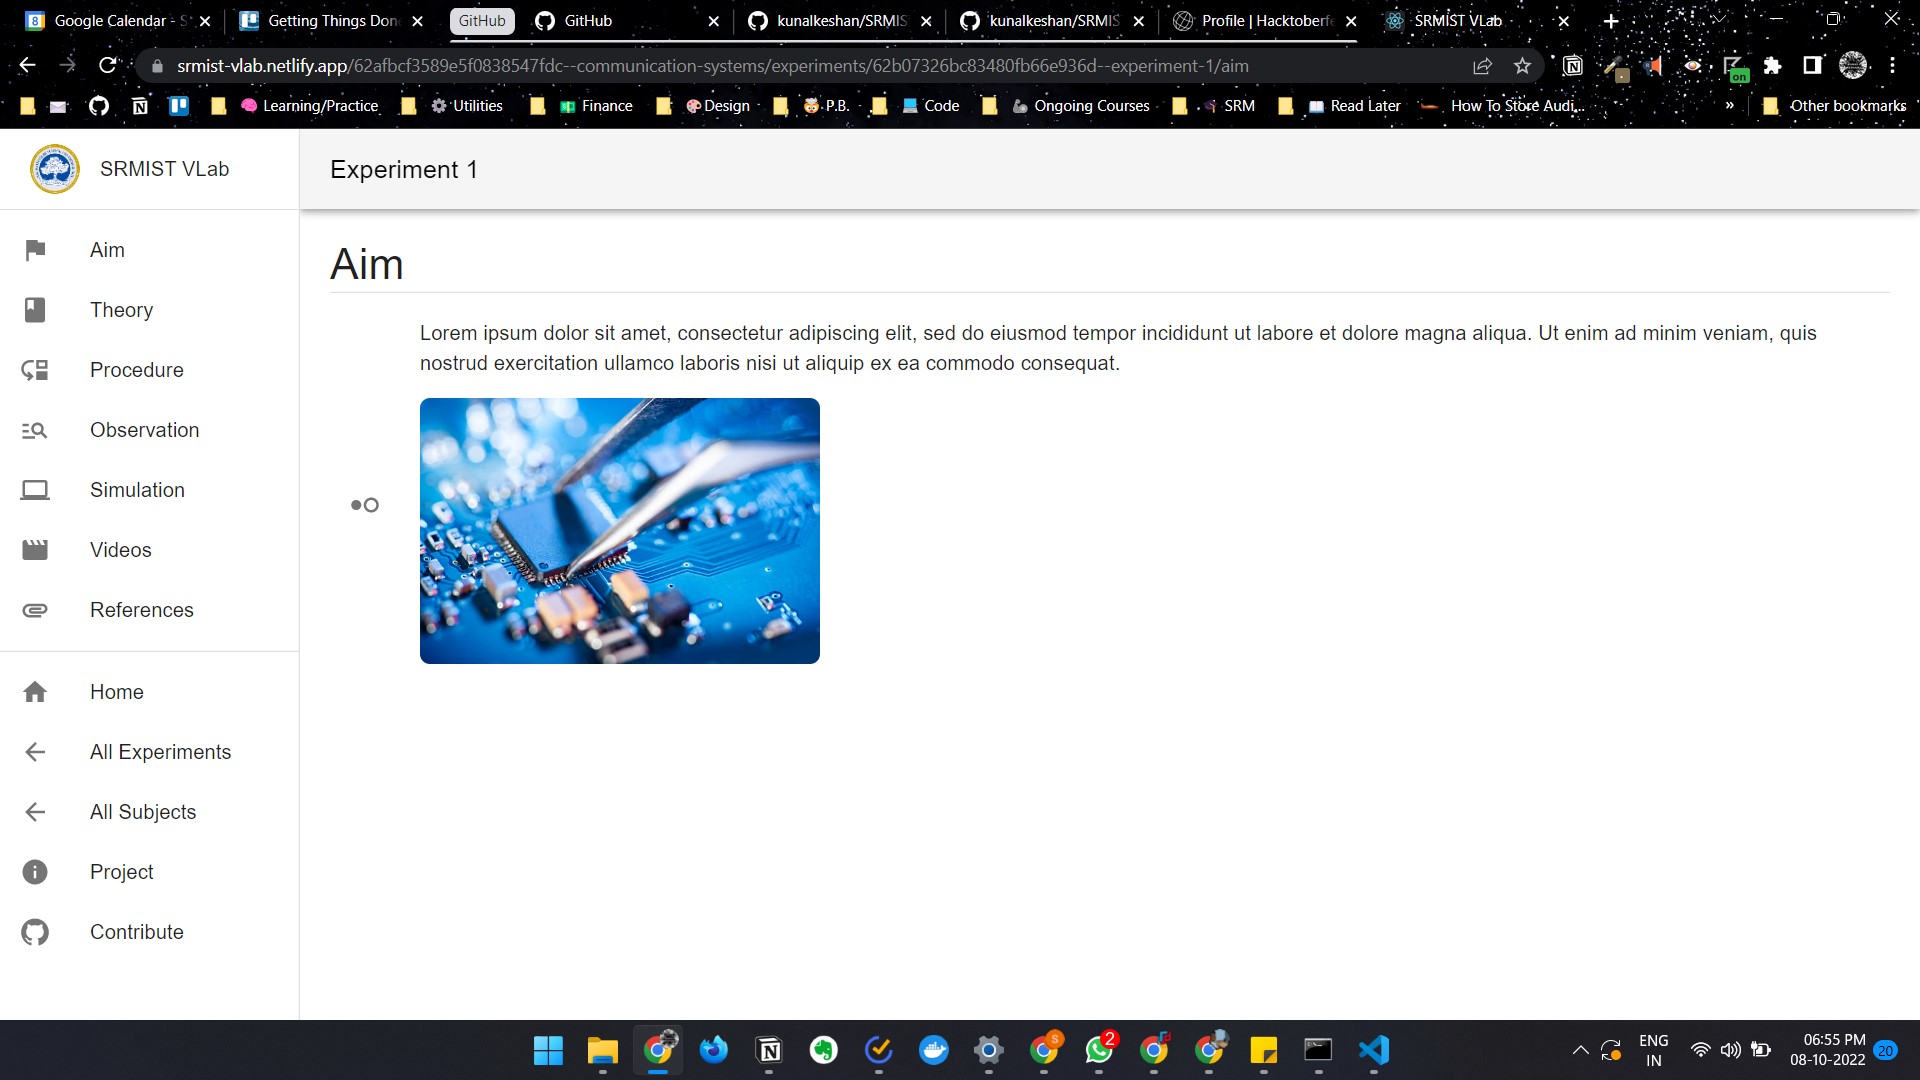 Google Calendar - S
Getting Things Don
GitHub
GitHub
kunalkeshan/SRMIS
kunalkeshan/SRMIS
Profile | Hacktoberfe
SRMIST VLab
srmist-vlab.netlify.app/62afbcf3589e5f0838547fdc--communication-systems/experiments/62b07326bc83480fb66e936d--experiment-1/aim
on
Learning/Practice
Utilities
Finance
Design
P.B.
Code
Ongoing Courses
SRM
Read Later
How To Store Audi...
»
Other bookmarks
SRMIST VLab
Experiment 1
Aim
Theory
Procedure
Observation
Simulation
Videos
References
Home
All Experiments
All Subjects
Project
Contribute
Aim
Lorem ipsum dolor sit amet, consectetur adipiscing elit, sed do eiusmod tempor incididunt ut labore et dolore magna aliqua. Ut enim ad minim veniam, quis
nostrud exercitation ullamco laboris nisi ut aliquip ex ea commodo consequat.
S
2
ENG
IN
06:55 PM
08-10-2022
20